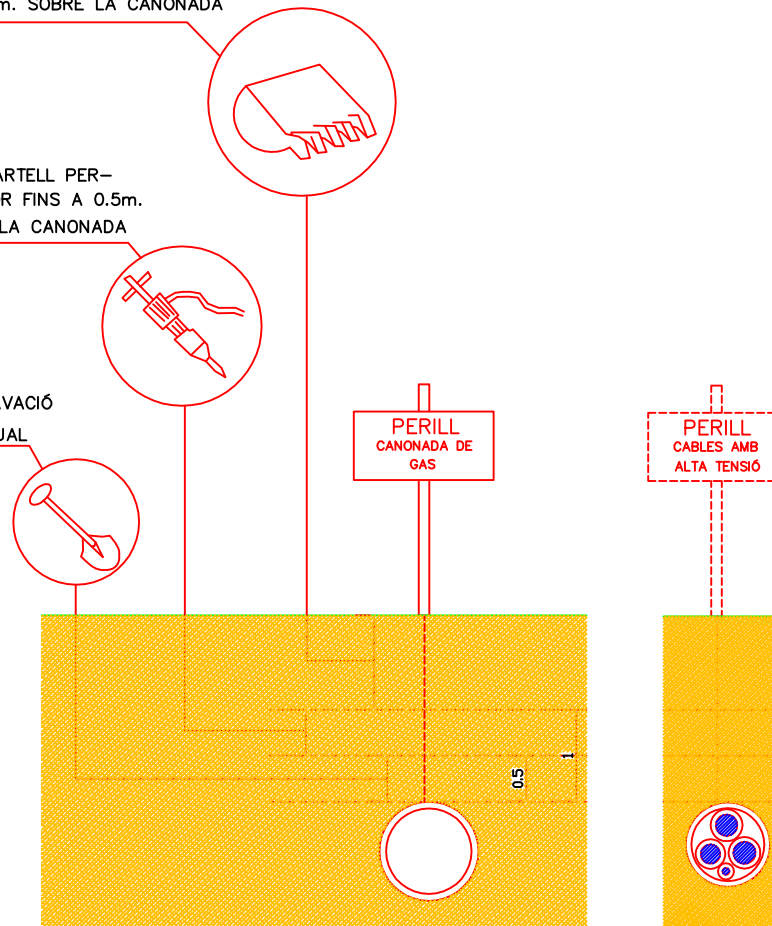 m. SOBRE LA CANONADA
ARTELL PER–
OR FINS A 0.5m.
LA CANONADA
VACIÓ
UAL
PERILL
CANONADA DE
GAS
PERILL
CABLES AMB
ALTA TENSIÓ
0.5
1